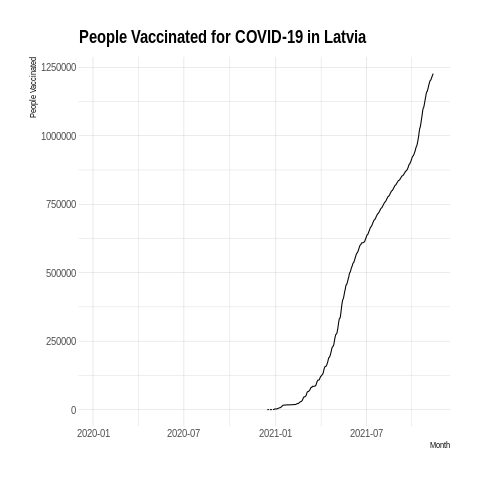 People Vaccinated for COVID-19 in Latvia
People Vaccinated
1250000
1000000
750000
500000
250000
0
2020-01 2020-07 2021-01 2021-07
Month